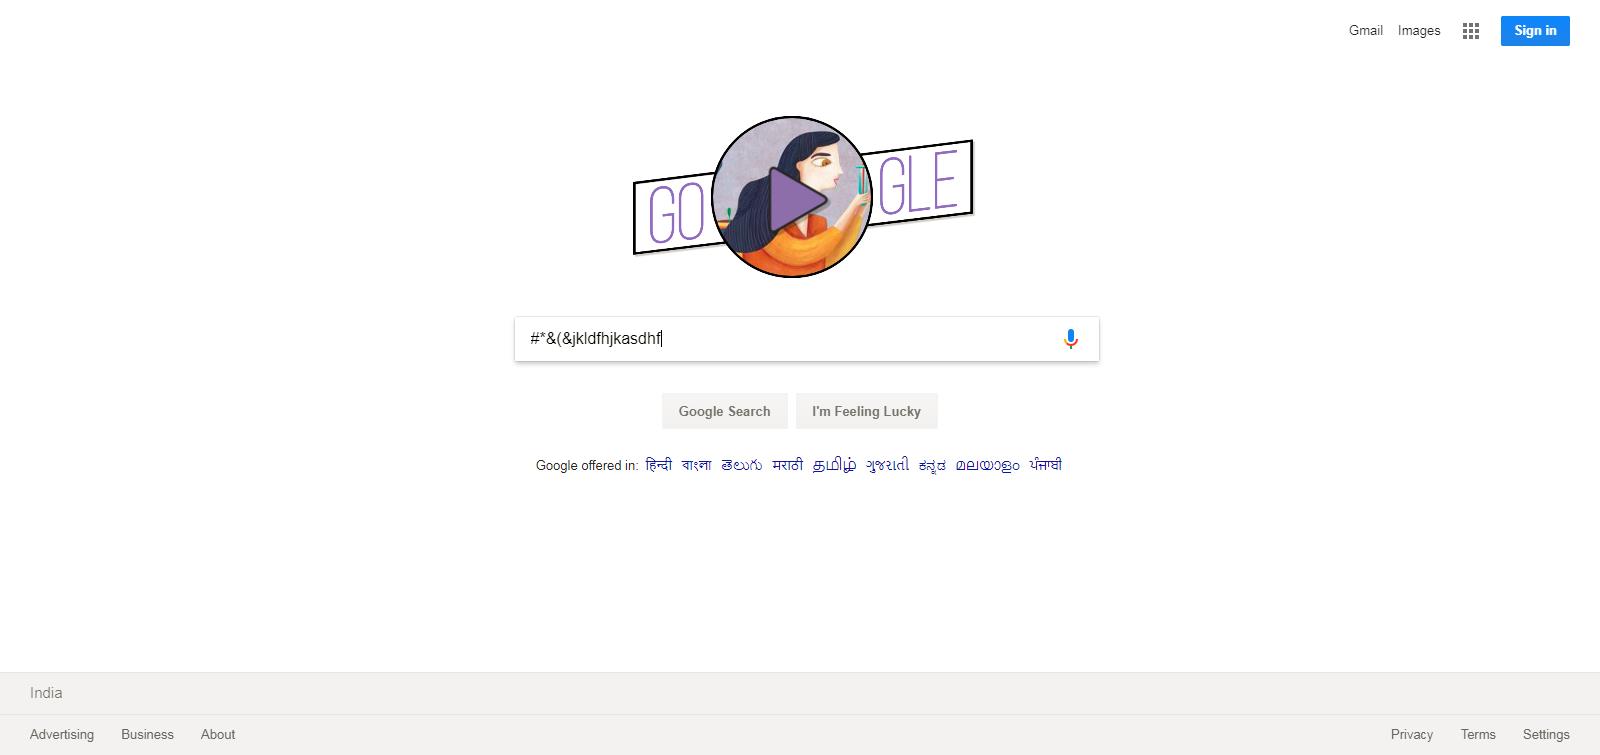 Gmail Images Sign in
GO GLE
#*&(&jkldfhjkasdhf
Google Search I'm Feeling Lucky
Google offered in: हिन्दी বাংলা తెలుగు मराठी தமிழ் ગુજરાતી ಕನ್ನಡ മലയാളം ਪੰਜਾਬੀ
India
Advertising Business About Privacy Terms Settings